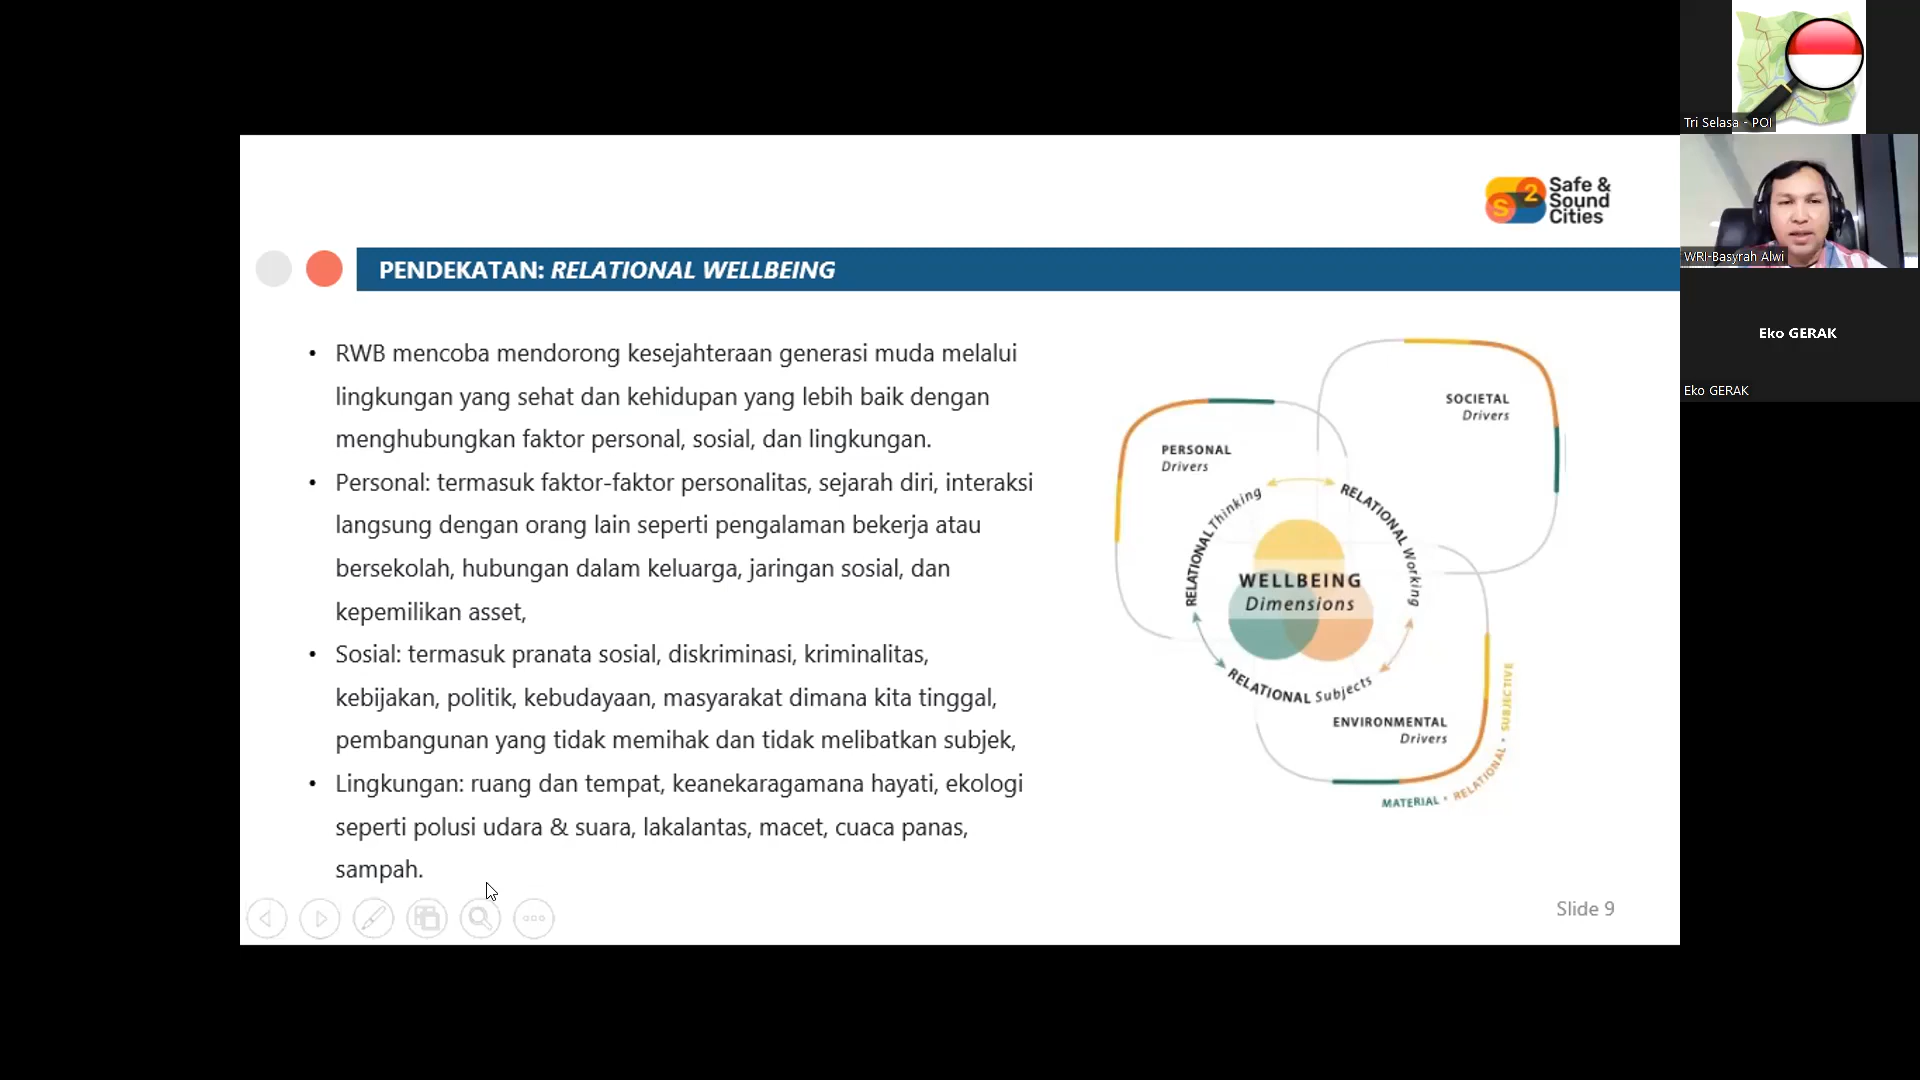 S2 Safe &
Sound
Cities
PENDEKATAN: RELATIONAL WELLBEING
• RWB mencoba mendorong kesejahteraan generasi muda melalui
lingkungan yang sehat dan kehidupan yang lebih baik dengan
menghubungkan faktor personal, sosial, dan lingkungan.
• Personal: termasuk faktor-faktor personalitas, sejarah diri, interaksi
langsung dengan orang lain seperti pengalaman bekerja atau
bersekolah, hubungan dalam keluarga, jaringan sosial, dan
kepemilikan asset,
• Sosial: termasuk pranata sosial, diskriminasi, kriminalitas,
kebijakan, politik, kebudayaan, masyarakat dimana kita tinggal,
pembangunan yang tidak memihak dan tidak melibatkan subjek,
• Lingkungan: ruang dan tempat, keanekaragamana hayati, ekologi
seperti polusi udara & suara, lakalantas, macet, cuaca panas,
sampah.
SOCIETAL
Drivers
PERSONAL
Drivers
RELATIONAL Thinking
RELATIONAL Working
WELLBEING
Dimensions
RELATIONAL Subjects
ENVIRONMENTAL
Drivers
MATERIAL • RELATIONAL • SUBJECTIVE
Slide 9
Tri Selasa - POI
WRI-Basyrah Alwi
Eko GERAK
Eko GERAK